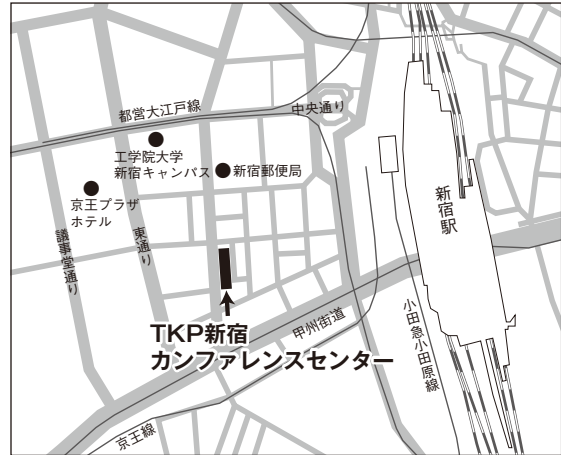 都営大江戸線
中央通り
工学院大学
新宿キャンパス
新宿郵便局
京王プラザ
ホテル
議事堂通り
東通り
新宿駅
TKP新宿
カンファレンスセンター
甲州街道
小田急小田原線
京王線